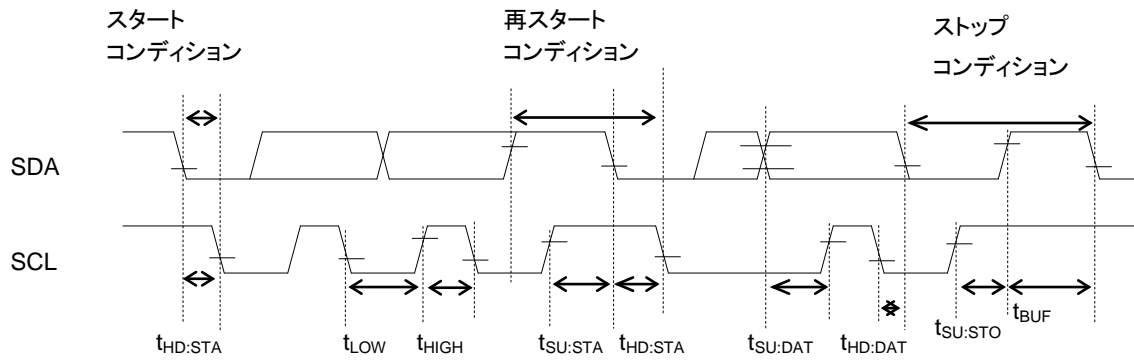 スタート
コンディション
再スタート
コンディション
ストップ
コンディション
SDA
SCL
tHD:STA
tLOW
tHIGH
tSU:STA
tHD:STA
tSU:DAT
tHD:DAT
tSU:STO
tBUF